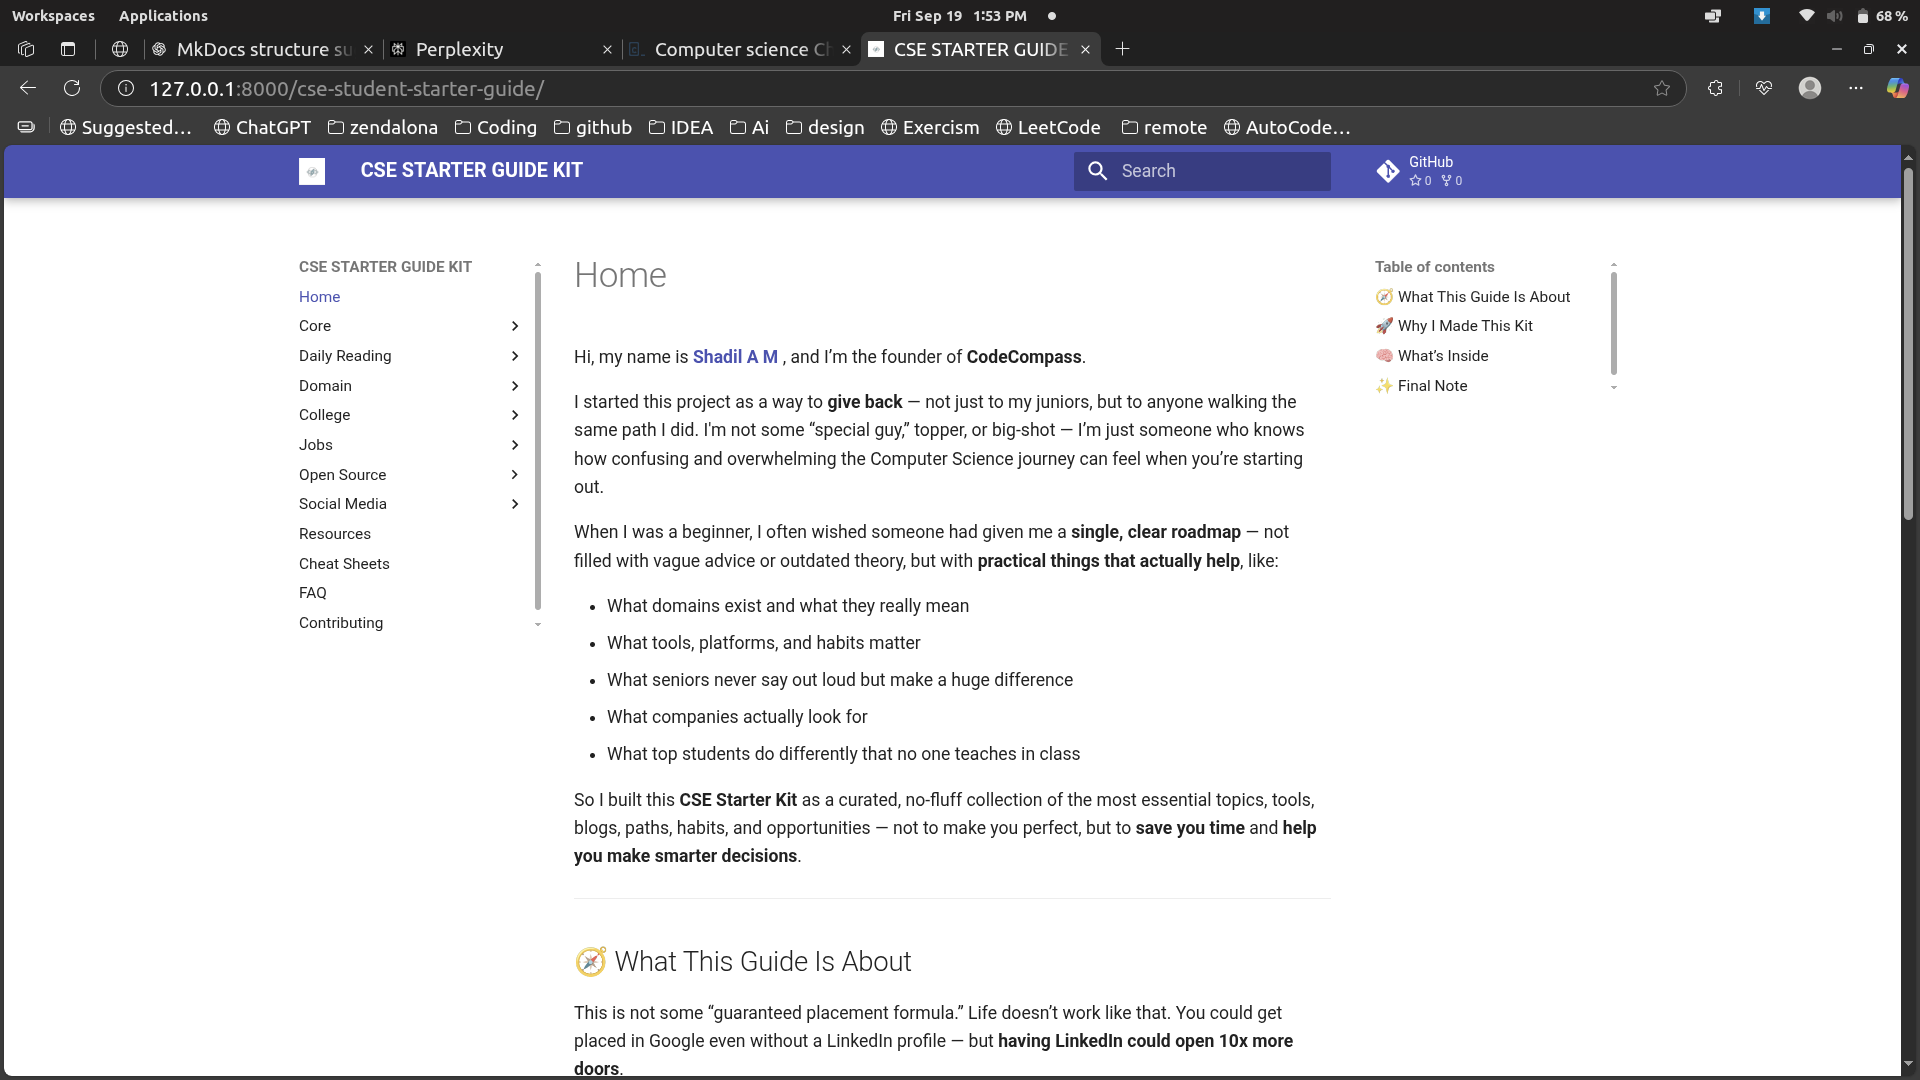 Workspaces Applications Fri Sep 19 1:53 PM 68 %
MkDocs structure su Perplexity Computer science Ch CSE STARTER GUIDE
127.0.0.1:8000/cse-student-starter-guide/
Suggested... ChatGPT zendalona Coding github IDEA Ai design Exercism LeetCode remote AutoCode...
CSE STARTER GUIDE KIT
Search
GitHub
0 0
CSE STARTER GUIDE KIT
Home
Core
Daily Reading
Domain
College
Jobs
Open Source
Social Media
Resources
Cheat Sheets
FAQ
Contributing
Home
Hi, my name is Shadil A M , and I’m the founder of CodeCompass.
I started this project as a way to give back — not just to my juniors, but to anyone walking the
same path I did. I'm not some “special guy,” topper, or big-shot — I’m just someone who knows
how confusing and overwhelming the Computer Science journey can feel when you’re starting
out.
When I was a beginner, I often wished someone had given me a single, clear roadmap — not
filled with vague advice or outdated theory, but with practical things that actually help, like:
• What domains exist and what they really mean
• What tools, platforms, and habits matter
• What seniors never say out loud but make a huge difference
• What companies actually look for
• What top students do differently that no one teaches in class
So I built this CSE Starter Kit as a curated, no-fluff collection of the most essential topics, tools,
blogs, paths, habits, and opportunities — not to make you perfect, but to save you time and help
you make smarter decisions.
🧭 What This Guide Is About
This is not some “guaranteed placement formula.” Life doesn’t work like that. You could get
placed in Google even without a LinkedIn profile — but having LinkedIn could open 10x more
doors.
Table of contents
🧭 What This Guide Is About
🚀 Why I Made This Kit
🧠 What’s Inside
✨ Final Note